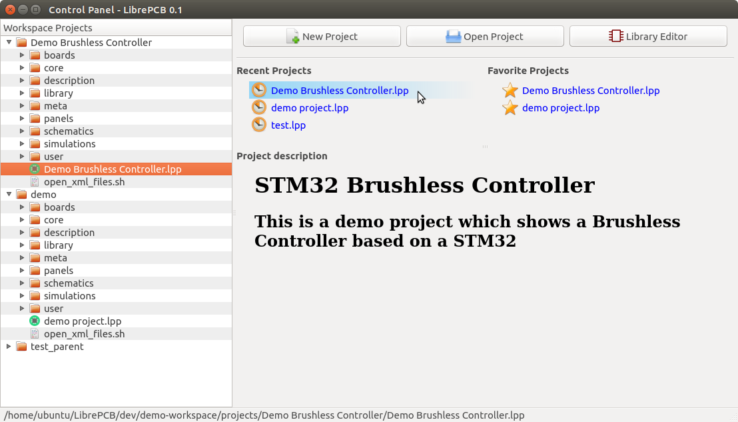 Control Panel - LibrePCB 0.1
Workspace Projects
Demo Brushless Controller
boards
core
description
library
meta
panels
schematics
simulations
user
Demo Brushless Controller.lpp
open_xml_files.sh
demo
boards
core
description
library
meta
panels
schematics
simulations
user
demo project.lpp
open_xml_files.sh
test_parent
New Project
Open Project
Library Editor
Recent Projects
Demo Brushless Controller.lpp
demo project.lpp
test.lpp
Favorite Projects
Demo Brushless Controller.lpp
demo project.lpp
Project description
STM32 Brushless Controller
This is a demo project which shows a Brushless
Controller based on a STM32
/home/ubuntu/LibrePCB/dev/demo-workspace/projects/Demo Brushless Controller/Demo Brushless Controller.lpp